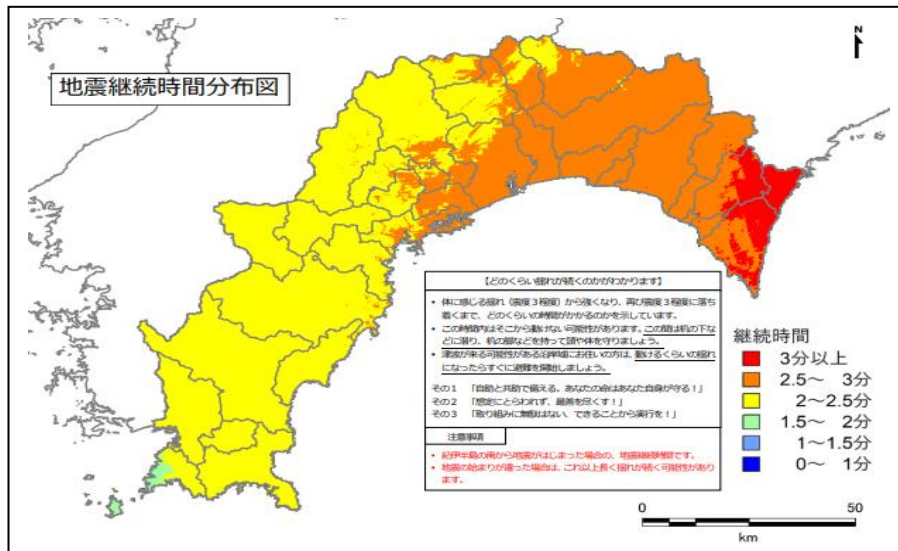 N
地震継続時間分布図
【どのくらい揺れが続くのかがわかります】
• 体に感じる揺れ（震度３程度）から強くなり、再び震度３程度に落ち
着くまで、どのくらいの時間がかかるのかを示しています。
• この時間内はそこから動けない可能性があります。この間は机の下な
どに潜り、机の脚などを持って頭や体を守りましょう。
• 津波が来る可能性がある沿岸域にお住いの方は、動けるくらいの揺れ
になったらすぐに避難を開始しましょう。
その１ 「自助と共助で備える。あなたの命はあなた自身が守る！」
その２ 「想定にとらわれず、最善を尽くす！」
その３ 「取り組みに無駄はない、できることから実行を！」
注意事項
• 紀伊半島の南から地震がはじまった場合の、地震継続時間です。
• 地震の始まりが違った場合は、これ以上長く揺れが続く可能性があり
ます。
継続時間
3分以上
2.5～ 3分
2～2.5分
1.5～ 2分
1～1.5分
0～ 1分
0 50
km